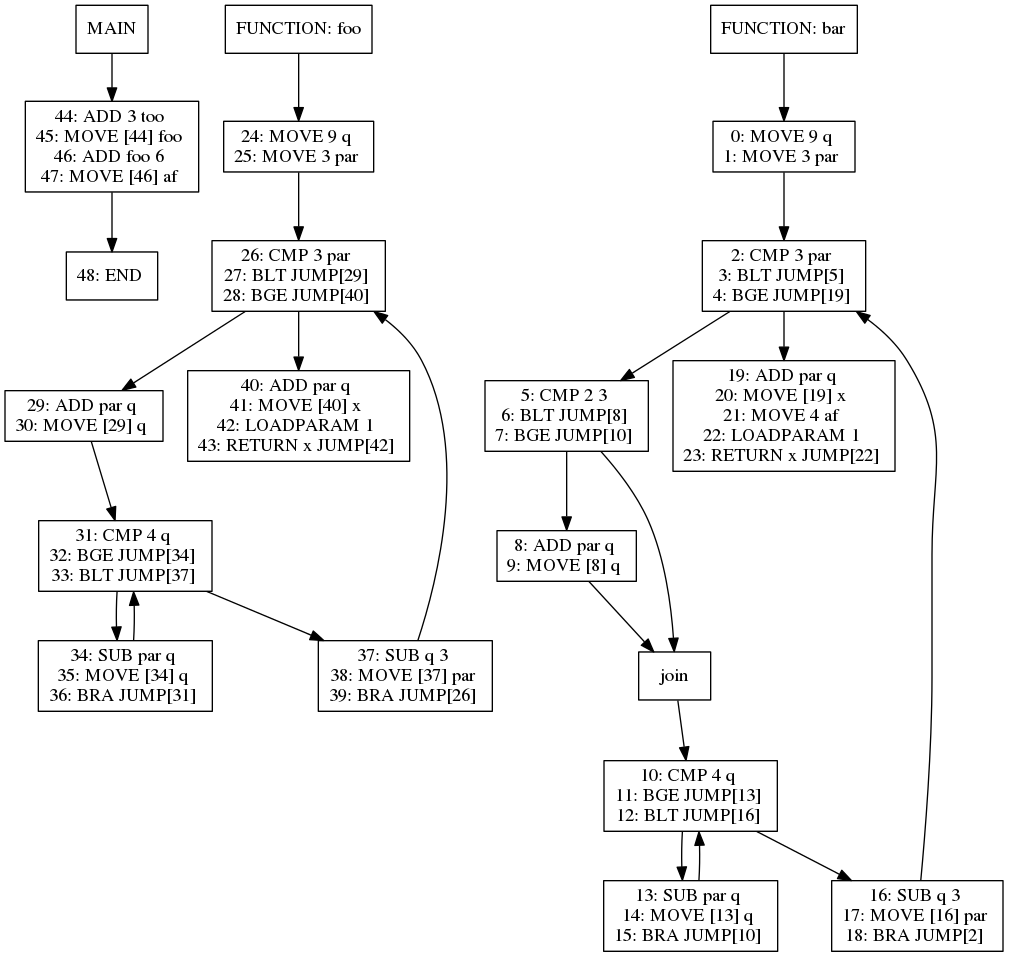 MAIN
44: ADD 3 too
45: MOVE [44] foo
46: ADD foo 6
47: MOVE [46] af
48: END
FUNCTION: foo
24: MOVE 9 q
25: MOVE 3 par
26: CMP 3 par
27: BLT JUMP[29]
28: BGE JUMP[40]
29: ADD par q
30: MOVE [29] q
40: ADD par q
41: MOVE [40] x
42: LOADPARAM 1
43: RETURN x JUMP[42]
31: CMP 4 q
32: BGE JUMP[34]
33: BLT JUMP[37]
34: SUB par q
35: MOVE [34] q
36: BRA JUMP[31]
37: SUB q 3
38: MOVE [37] par
39: BRA JUMP[26]
FUNCTION: bar
0: MOVE 9 q
1: MOVE 3 par
2: CMP 3 par
3: BLT JUMP[5]
4: BGE JUMP[19]
5: CMP 2 3
6: BLT JUMP[8]
7: BGE JUMP[10]
19: ADD par q
20: MOVE [19] x
21: MOVE 4 af
22: LOADPARAM 1
23: RETURN x JUMP[22]
8: ADD par q
9: MOVE [8] q
join
10: CMP 4 q
11: BGE JUMP[13]
12: BLT JUMP[16]
13: SUB par q
14: MOVE [13] q
15: BRA JUMP[10]
16: SUB q 3
17: MOVE [16] par
18: BRA JUMP[2]